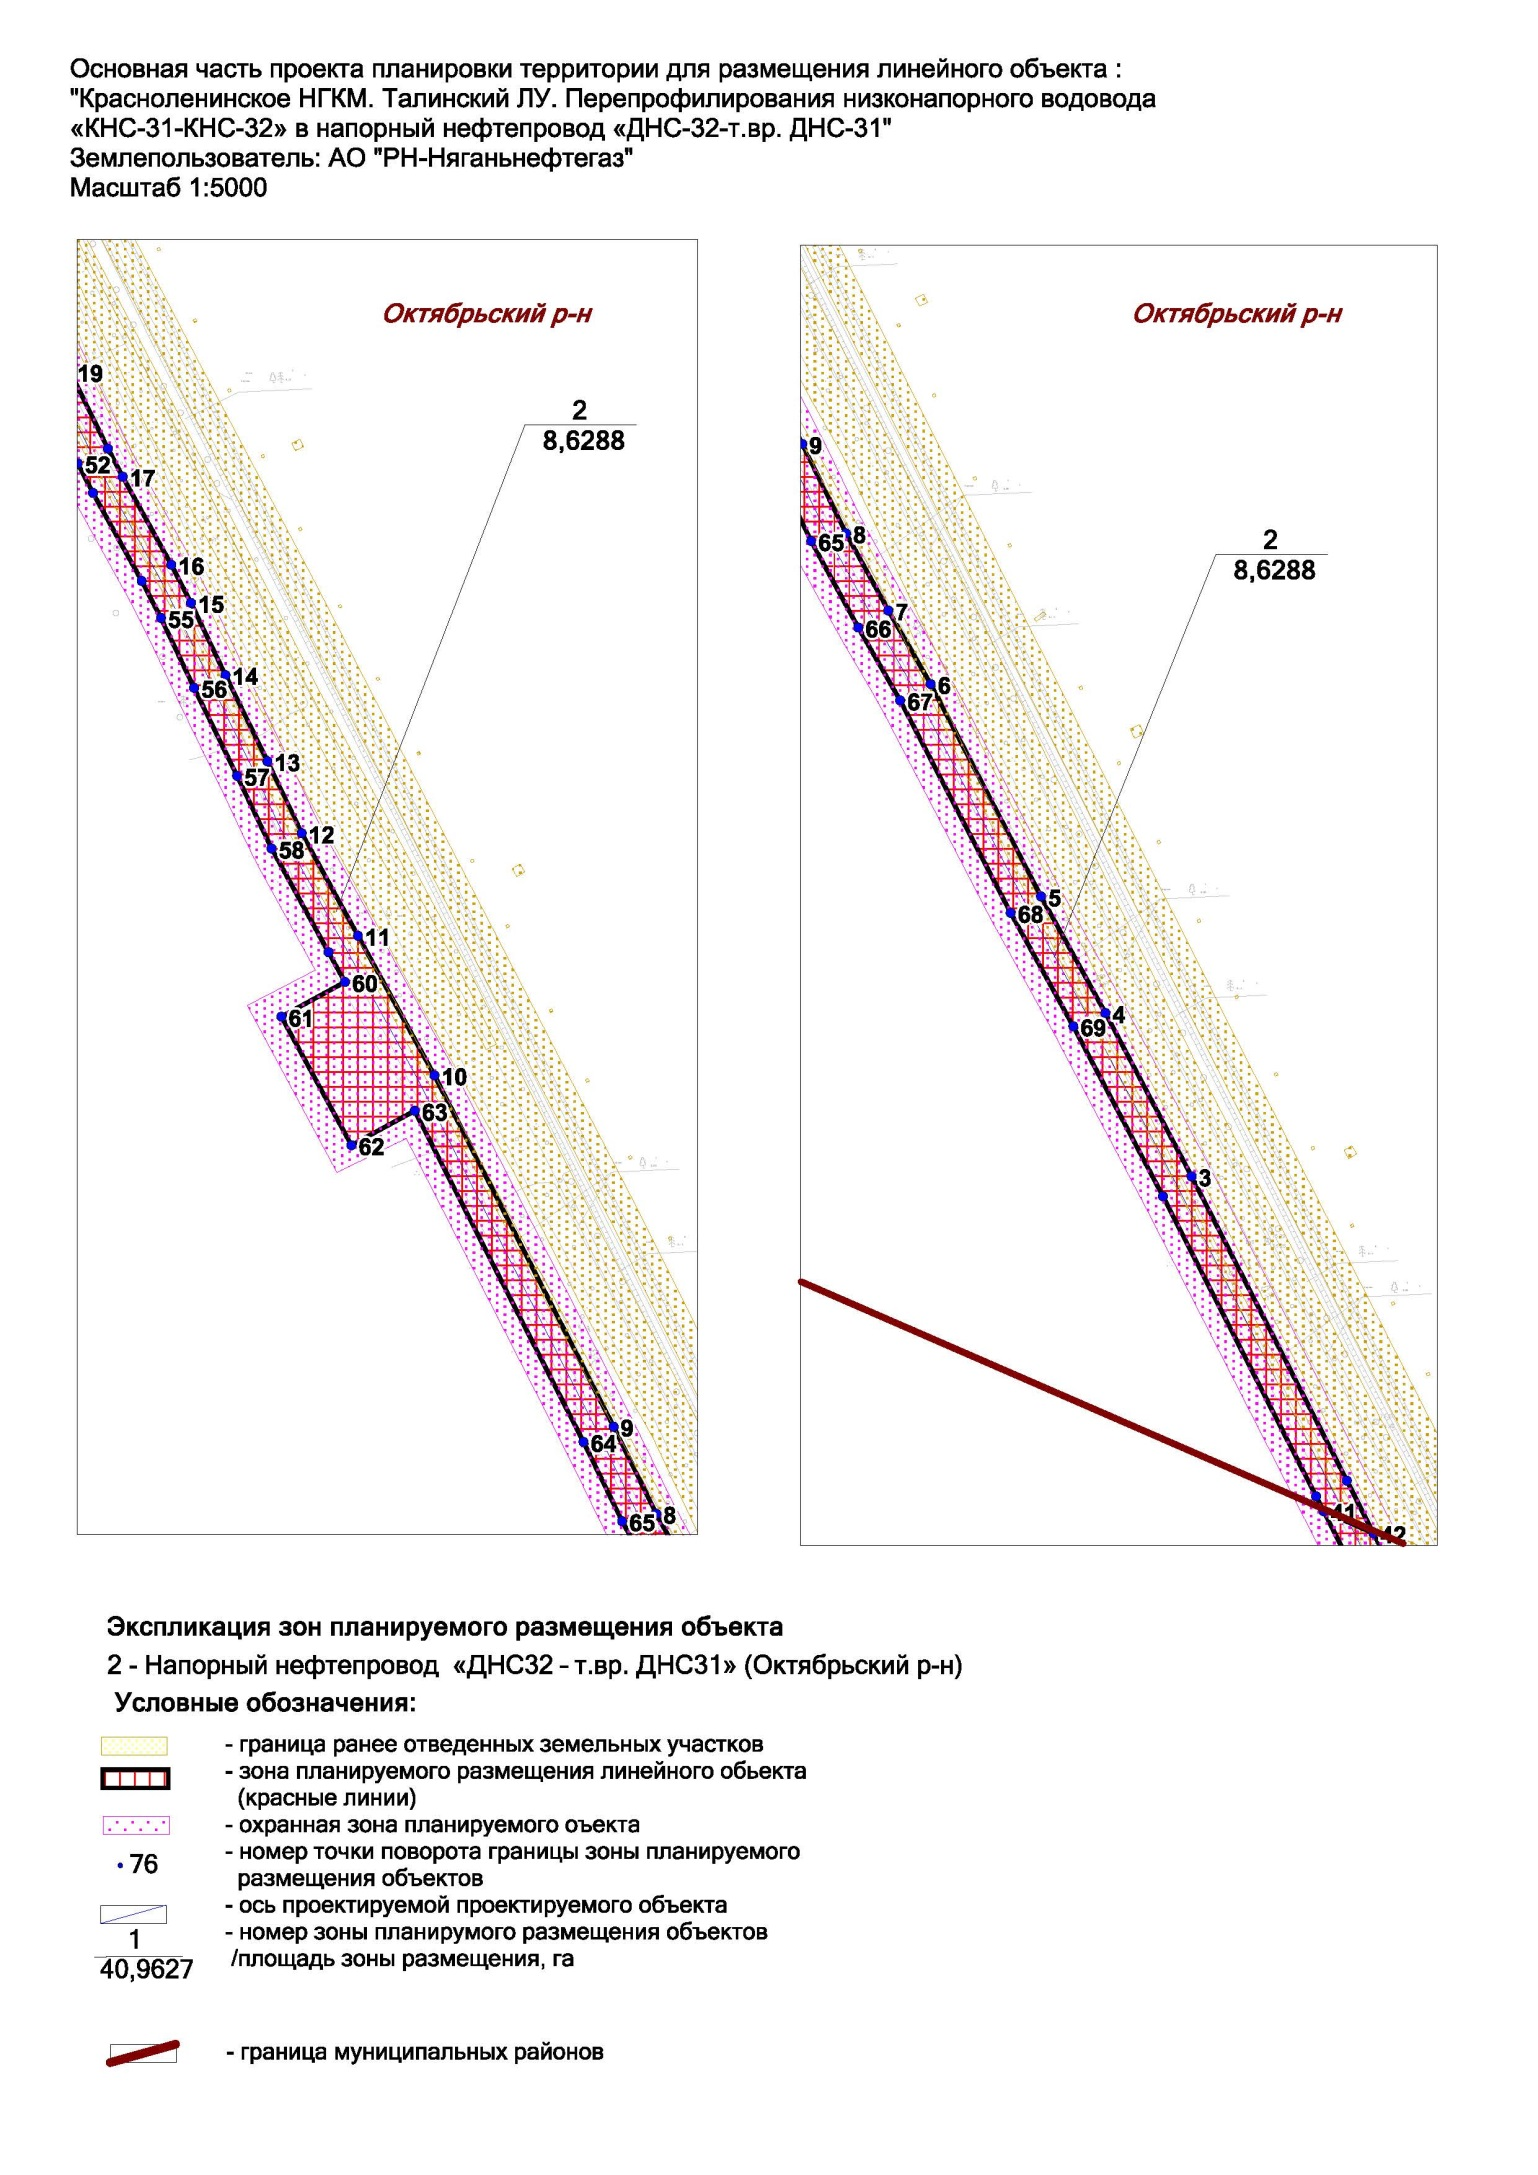 Основная часть проекта планировки территории для размещения линейного объекта :
"Красноленинское НГКМ. Талинский ЛУ. Перепрофилирования низконапорного водовода
«КНС-31-КНС-32» в напорный нефтепровод «ДНС-32-т.вр. ДНС-31"
Землепользователь: АО "РН-Няганьнефтегаз"
Масштаб 1:5000
Октябрьский р-н
19
2
8,6288
52
17
16
15
55
14
56
13
57
12
58
11
60
61
10
63
62
9
64
8
65
Октябрьский р-н
9
8
65
2
8,6288
7
66
6
67
5
68
4
69
3
41
42
Экспликация зон планируемого размещения объекта
2 - Напорный нефтепровод «ДНС32 – т.вр. ДНС31» (Октябрьский р-н)
Условные обозначения:
- граница ранее отведенных земельных участков
- зона планируемого размещения линейного обьекта
(красные линии)
- охранная зона планируемого оъекта
76
- номер точки поворота границы зоны планируемого
размещения объектов
- ось проектируемой проектируемого объекта
1
40,9627
- номер зоны планирумого размещения объектов
/площадь зоны размещения, га
- граница муниципальных районов